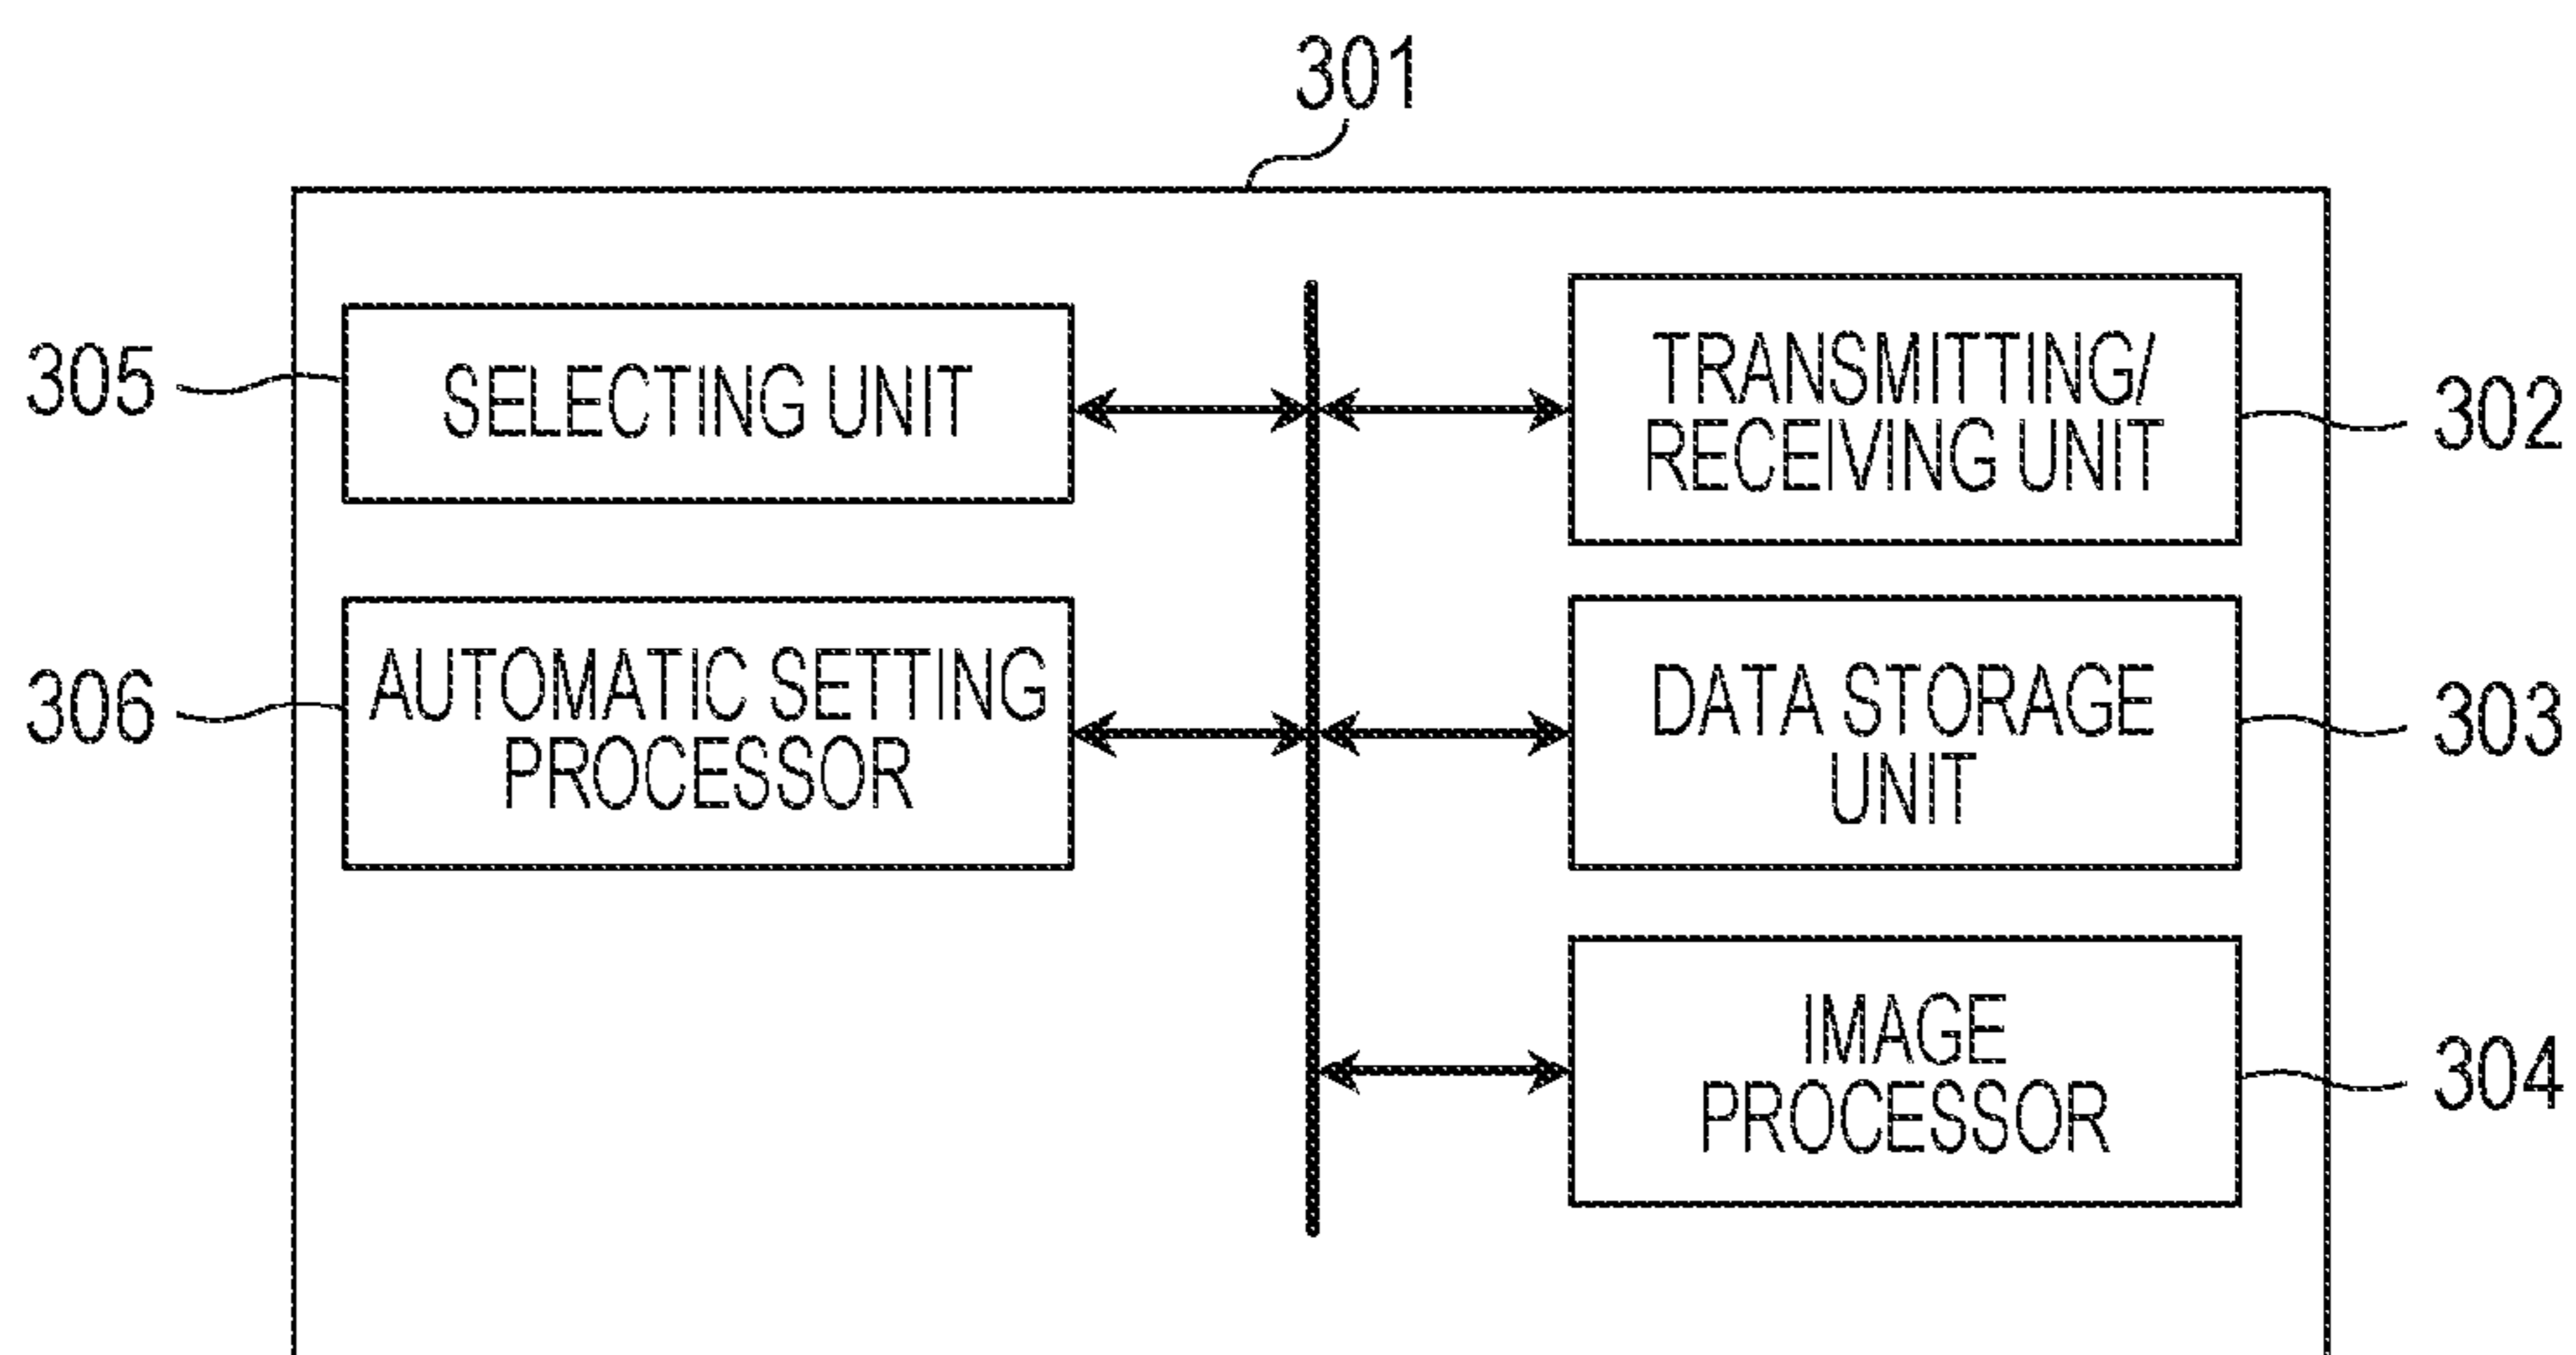 301
305
SELECTING UNIT
TRANSMITTING/
RECEIVING UNIT
302
306
AUTOMATIC SETTING
PROCESSOR
DATA STORAGE
UNIT
303
IMAGE
PROCESSOR
304